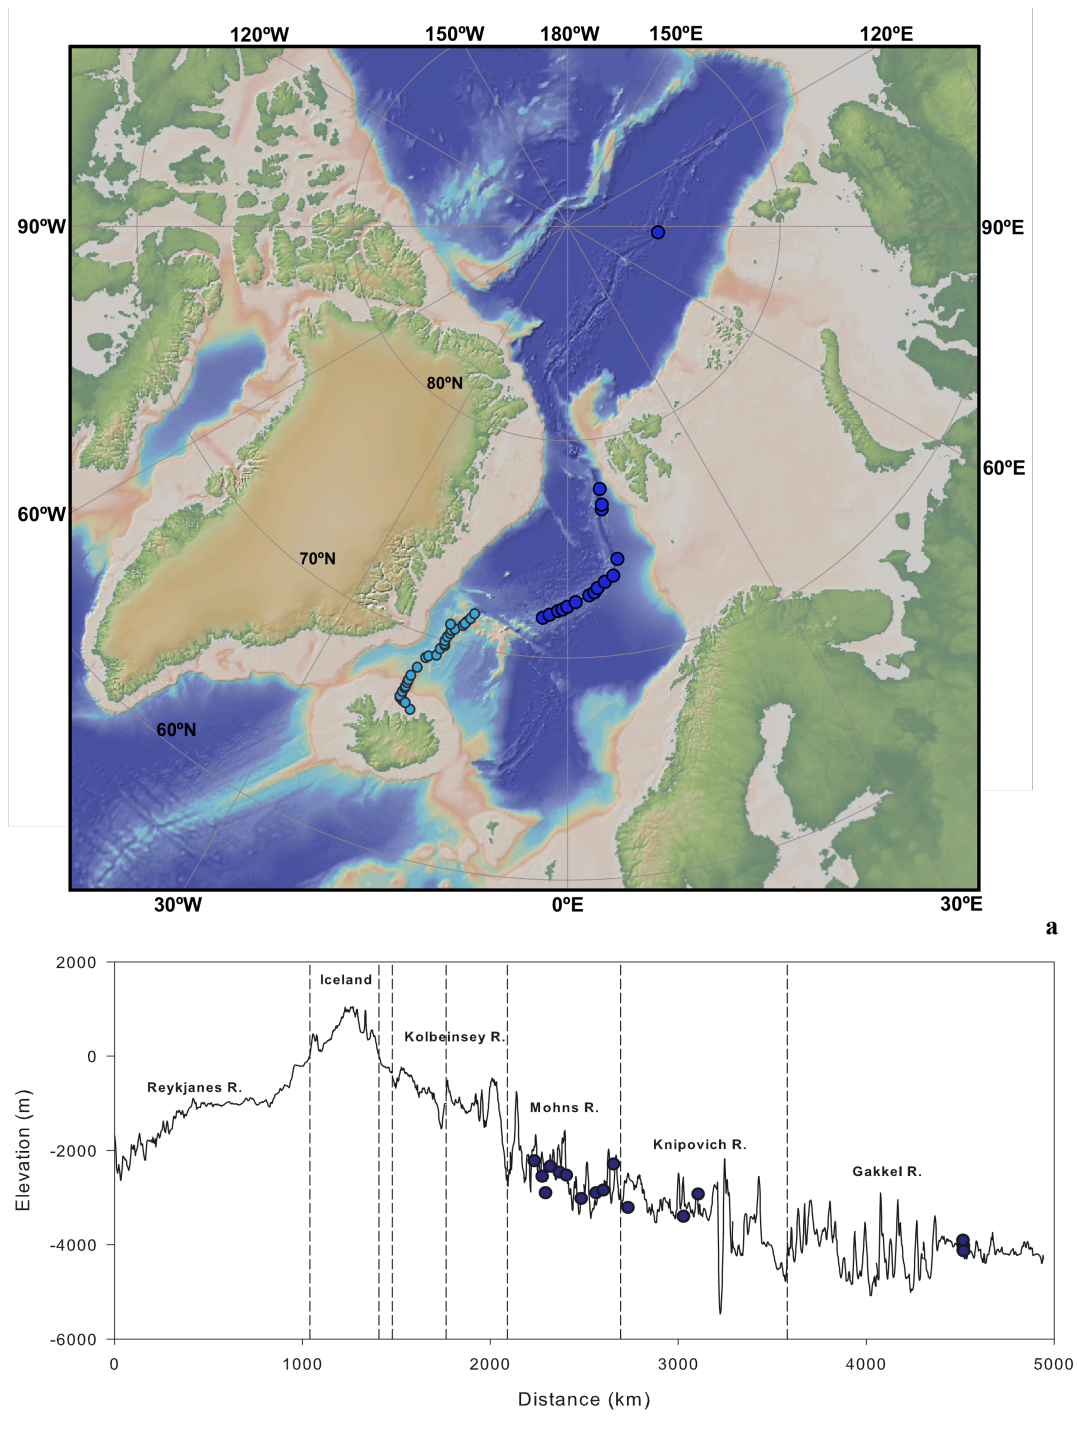 120ºW 150ºW 180ºW 150ºE 120ºE
90ºW 90ºE
80ºN
60ºE
60ºW
70ºN
60ºN
30ºW 0ºE 30ºE
a
2000
Iceland
Kolbeinsey R.
0
Reykjanes R.
Mohns R.
Knipovich R.
-2000
Gakkel R.
Elevation (m)
-4000
-6000
0 1000 2000 3000 4000 5000
Distance (km)